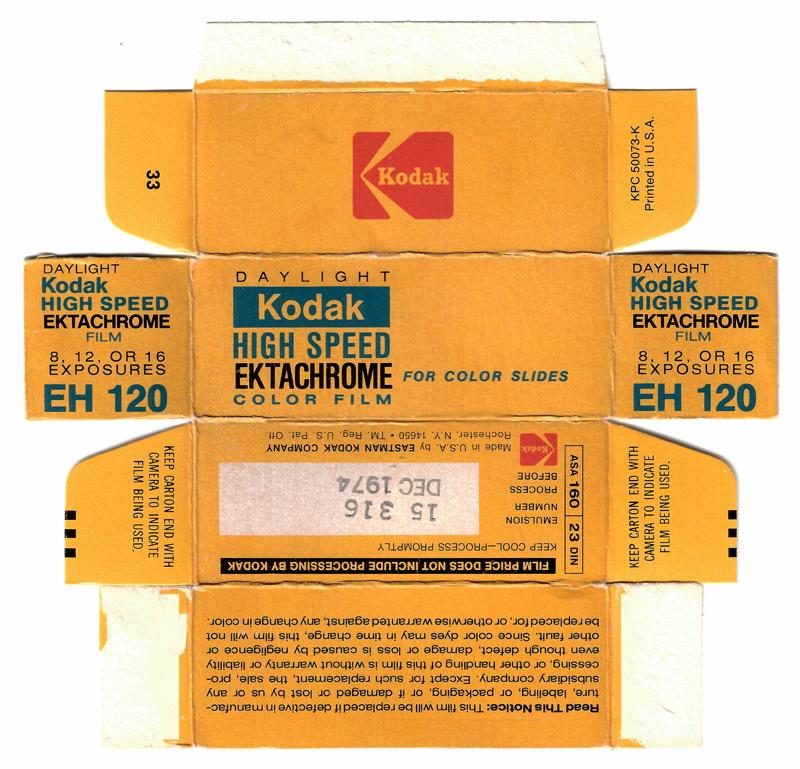 Kodak
33
KPC 50073-K
Printed in U.S.A.
DAYLIGHT
Kodak
HIGH SPEED
EKTACHROME
FILM
8, 12, OR 16
EXPOSURES
EH 120
DAYLIGHT
Kodak
HIGH SPEED
EKTACHROME FOR COLOR SLIDES
COLOR FILM
DAYLIGHT
Kodak
HIGH SPEED
EKTACHROME
FILM
8, 12, OR 16
EXPOSURES
EH 120
KEEP CARTON END WITH
CAMERA TO INDICATE
FILM BEING USED.
FILM PRICE DOES NOT INCLUDE PROCESSING BY KODAK
KEEP COOL—PROCESS PROMPTLY
EMULSION
NUMBER
15 316
PROCESS
BEFORE
DEC 1974
Kodak
Made in U.S.A. by EASTMAN KODAK COMPANY
Rochester, N.Y. 14650 • TM. Reg. U.S. Pat. Off
ASA 160 23 DIN
KEEP CARTON END WITH
CAMERA TO INDICATE
FILM BEING USED.
Read This Notice: This film will be replaced if defective in manufac-
ture, labeling, or packaging, or if damaged or lost by us or any
subsidiary company. Except for such replacement, the sale, pro-
cessing, or other handling of this film is without warranty or liability
even though defect, damage or loss is caused by negligence or
other fault. Since color dyes may in time change, this film will not
be replaced for, or otherwise warranted against, any change in color.